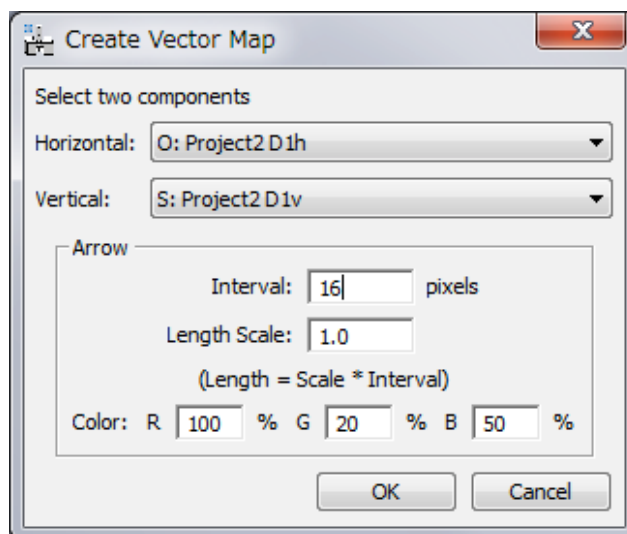 Create Vector Map
Select two components
Horizontal: O: Project2 D1h
Vertical: S: Project2 D1v
Arrow
Interval: 16 pixels
Length Scale: 1.0
(Length = Scale * Interval)
Color: R 100 % G 20 % B 50 %
OK Cancel